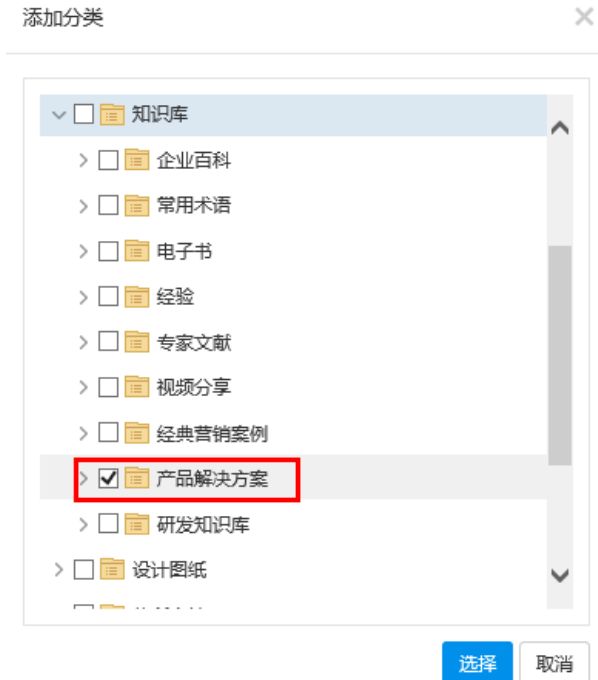 添加分类
知识库
企业百科
常用术语
电子书
经验
专家文献
视频分享
经典营销案例
产品解决方案
研发知识库
设计图纸
选择
取消